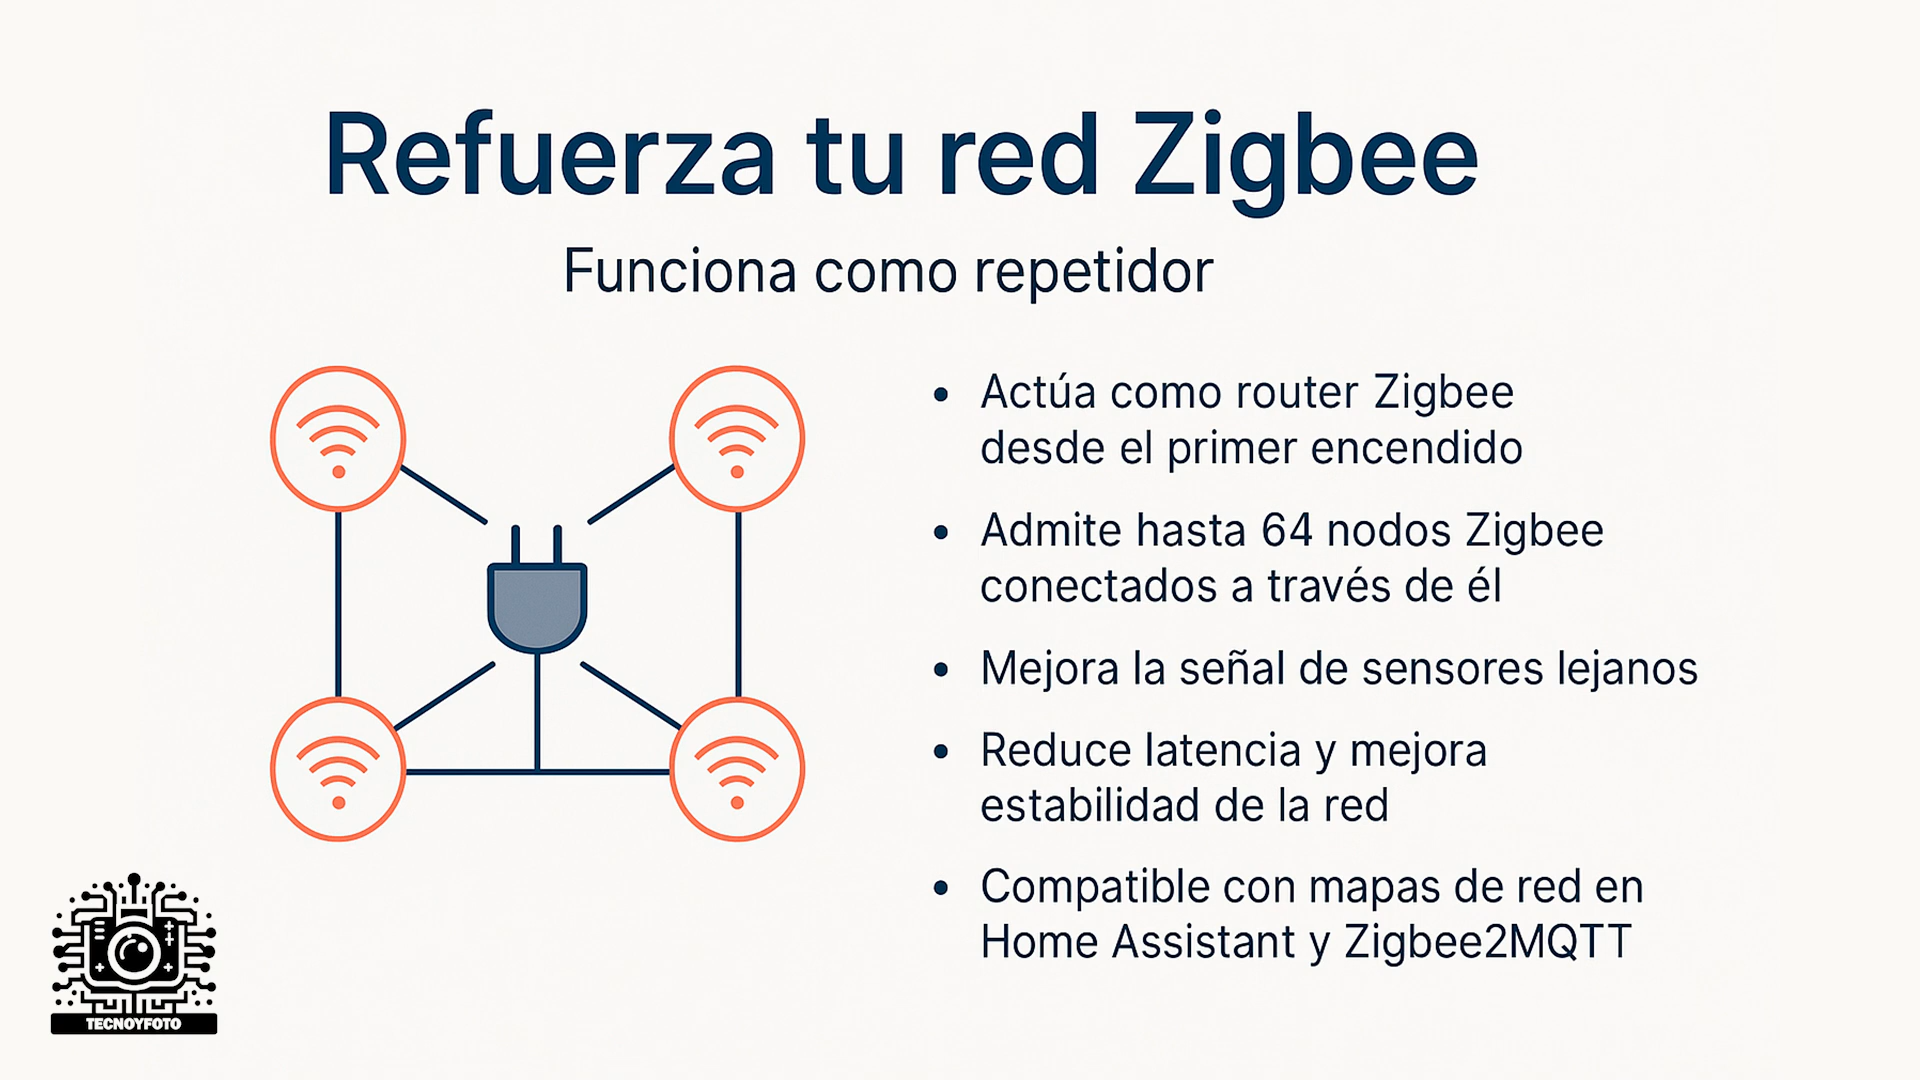 Refuerza tu red Zigbee
Funciona como repetidor
• Actúa como router Zigbee
desde el primer encendido
• Admite hasta 64 nodos Zigbee
conectados a través de él
• Mejora la señal de sensores lejanos
• Reduce latencia y mejora
estabilidad de la red
• Compatible con mapas de red en
Home Assistant y Zigbee2MQTT
TECNOYFOTO